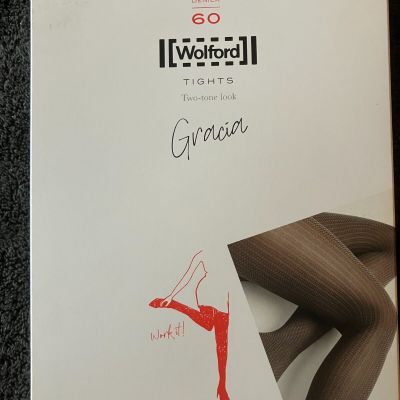 DENIER
60
Wolford
TIGHTS
Two-tone look
Gracia
Work it!